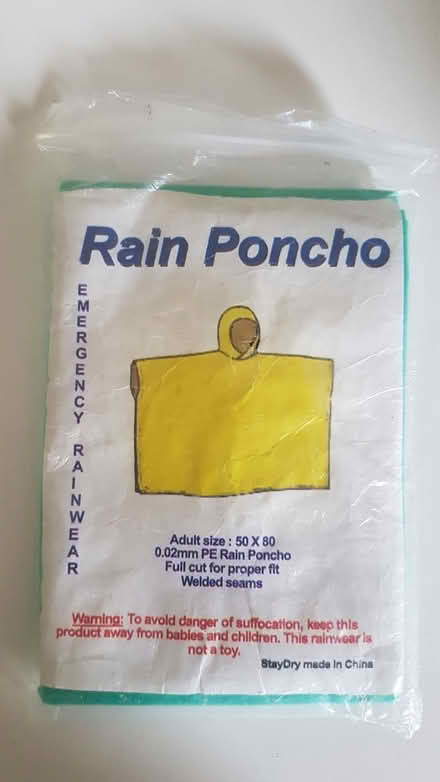 Rain Poncho
EMERGENCY RAINWEAR
Adult size : 50 X 80
0.02mm PE Rain Poncho
Full cut for proper fit
Welded seams
Warning: To avoid danger of suffocation, keep this
product away from babies and children. This rainwear is
not a toy.
StayDry made in China